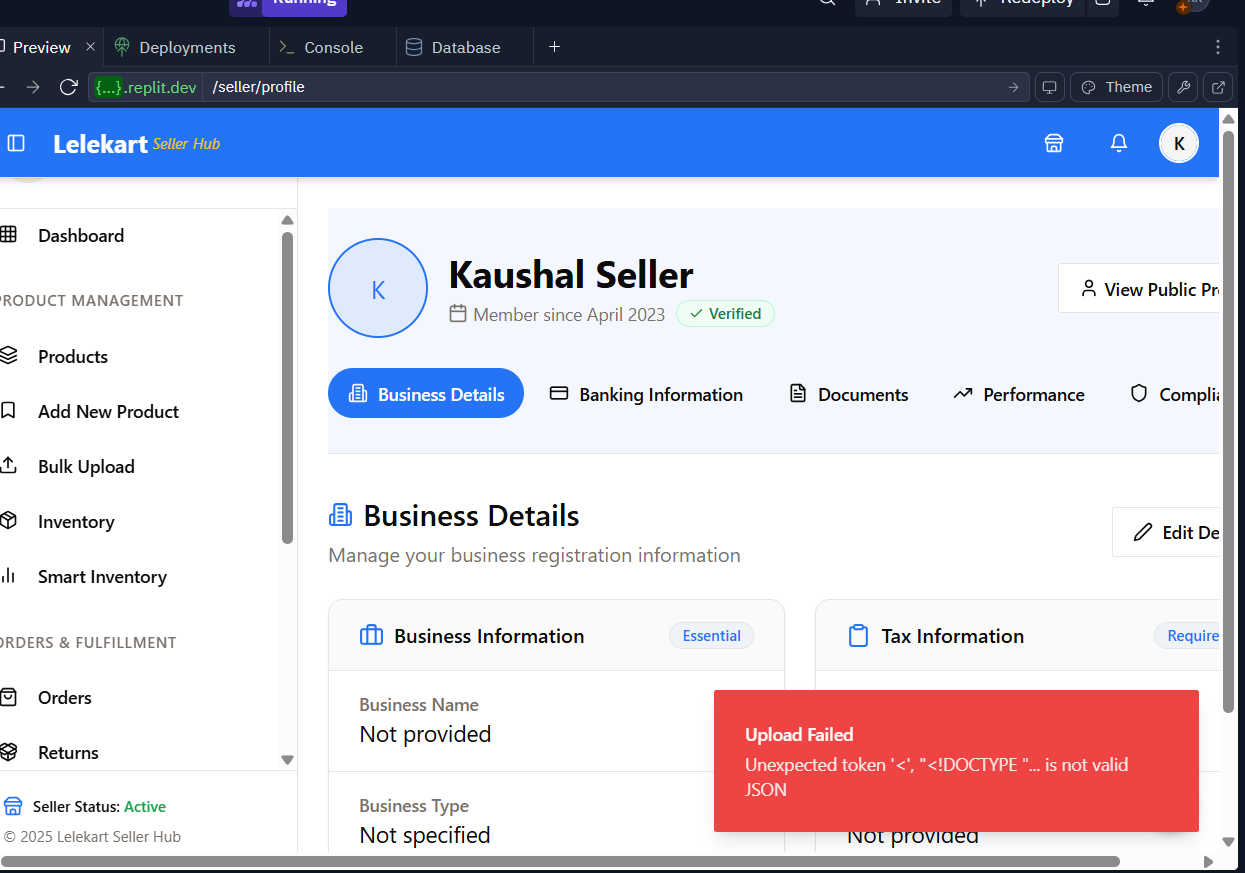 Running
Invite
Redeploy
Preview
Deployments
Console
Database
{...}.replit.dev
/seller/profile
Theme
Lelekart Seller Hub
K
Dashboard
PRODUCT MANAGEMENT
Products
Add New Product
Bulk Upload
Inventory
Smart Inventory
ORDERS & FULFILLMENT
Orders
Returns
Seller Status: Active
© 2025 Lelekart Seller Hub
K
Kaushal Seller
Member since April 2023
Verified
View Public Pr
Business Details
Banking Information
Documents
Performance
Complia
Business Details
Manage your business registration information
Edit De
Business Information
Essential
Business Name
Not provided
Business Type
Not specified
Tax Information
Require
Not provided
Upload Failed
Unexpected token '<', "<!DOCTYPE "... is not valid
JSON